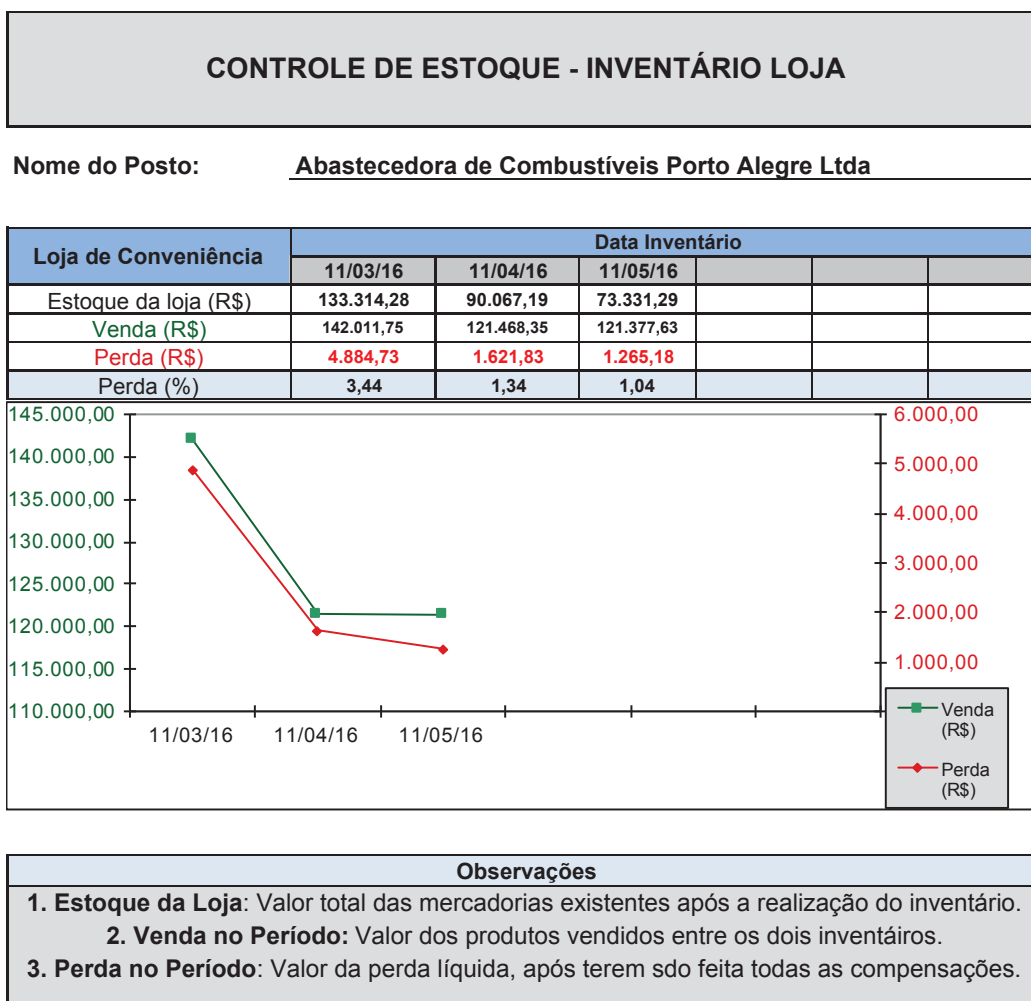 CONTROLE DE ESTOQUE - INVENTÁRIO LOJA
Nome do Posto: Abastecedora de Combustíveis Porto Alegre Ltda
Loja de Conveniência Data Inventário
11/03/16 11/04/16 11/05/16
Estoque da loja (R$) 133.314,28 90.067,19 73.331,29
Venda (R$) 142.011,75 121.468,35 121.377,63
Perda (R$) 4.884,73 1.621,83 1.265,18
Perda (%) 3,44 1,34 1,04
145.000,00 6.000,00
140.000,00 5.000,00
135.000,00 4.000,00
130.000,00 3.000,00
125.000,00 2.000,00
120.000,00 1.000,00
115.000,00
110.000,00
11/03/16 11/04/16 11/05/16
Venda
(R$)
Perda
(R$)
Observações
1. Estoque da Loja: Valor total das mercadorias existentes após a realização do inventário.
2. Venda no Período: Valor dos produtos vendidos entre os dois inventáiros.
3. Perda no Período: Valor da perda líquida, após terem sdo feita todas as compensações.